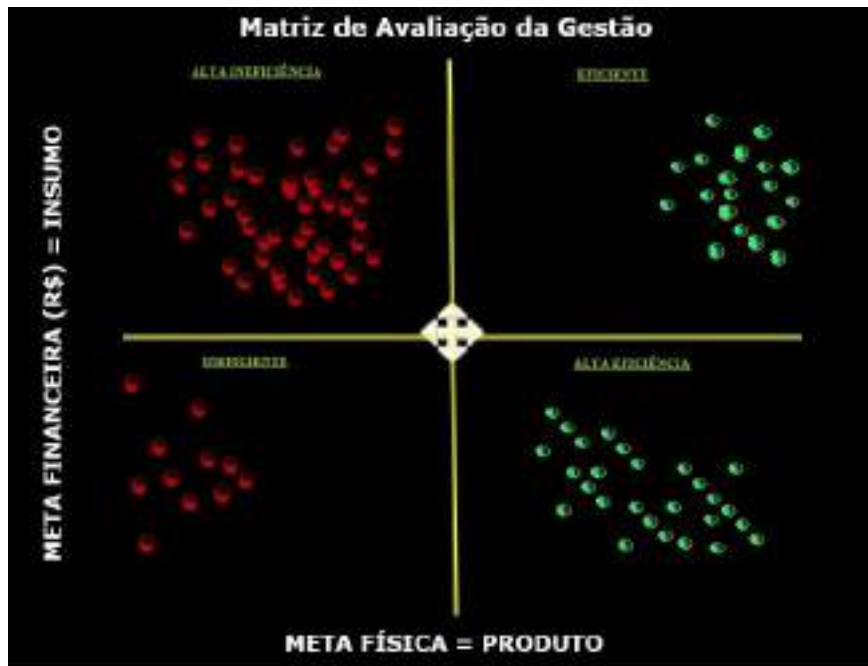 Matriz de Avaliação da Gestão
ALTA INEFICIÊNCIA
EFICIENTE
META FINANCEIRA (R$) = INSUMO
INEFICIENTE
ALTA EFICIÊNCIA
META FÍSICA = PRODUTO